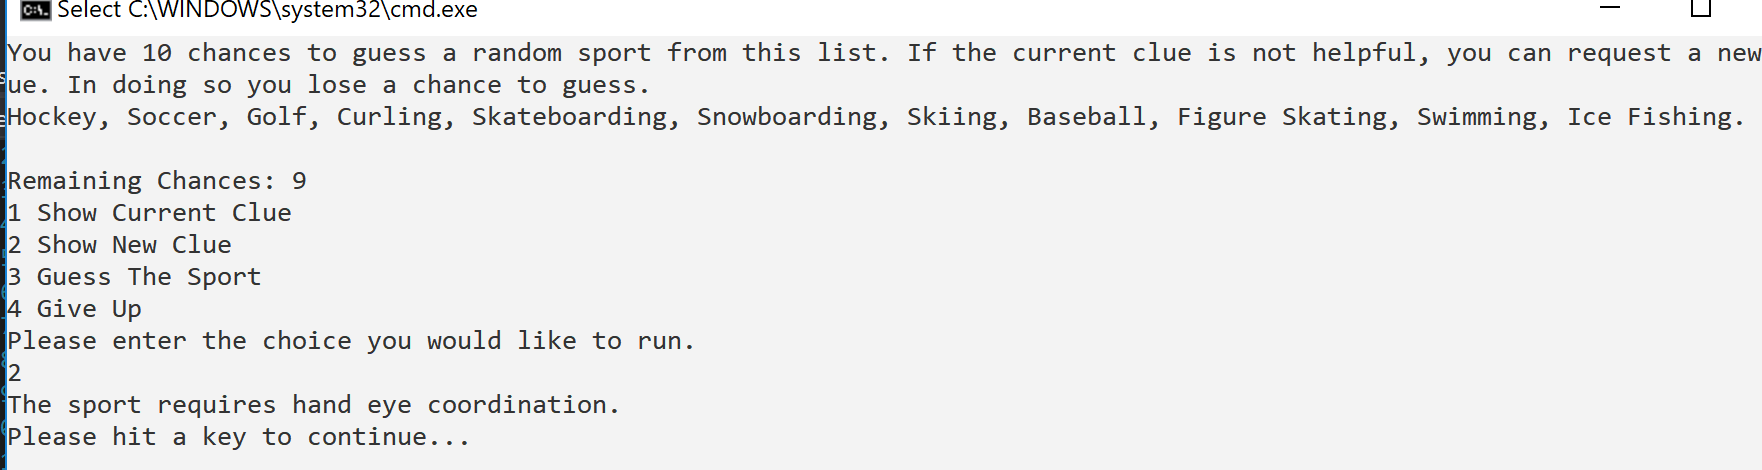 Select C:\WINDOWS\system32\cmd.exe
You have 10 chances to guess a random sport from this list. If the current clue is not helpful, you can request a new
ue. In doing so you lose a chance to guess.
Hockey, Soccer, Golf, Curling, Skateboarding, Snowboarding, Skiing, Baseball, Figure Skating, Swimming, Ice Fishing.
Remaining Chances: 9
1 Show Current Clue
2 Show New Clue
3 Guess The Sport
4 Give Up
Please enter the choice you would like to run.
2
The sport requires hand eye coordination.
Please hit a key to continue...